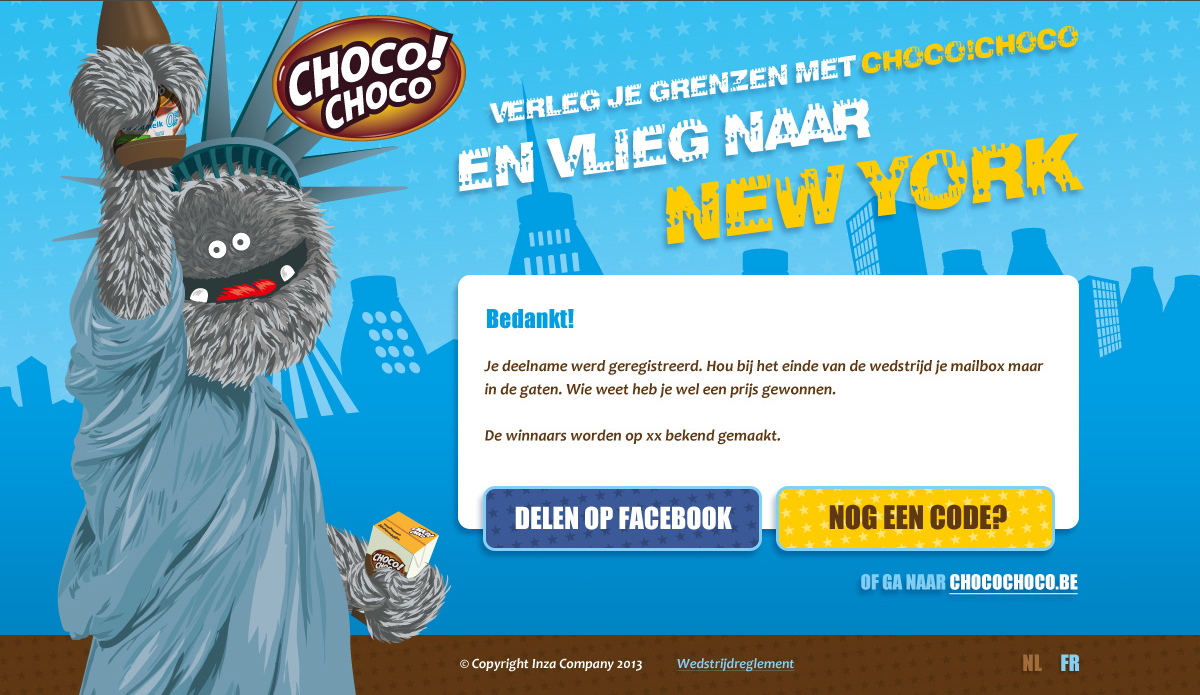 CHOCO!
CHOCO
VERLEG JE GRENZEN MET CHOCO!CHOCO
EN VLIEG NAAR
NEW YORK
Bedankt!
Je deelname werd geregistreerd. Hou bij het einde van de wedstrijd je mailbox maar
in de gaten. Wie weet heb je wel een prijs gewonnen.
De winnaars worden op xx bekend gemaakt.
DELEN OP FACEBOOK
NOG EEN CODE?
CHOCO!
OF GA NAAR CHOCOCHOCO.BE
© Copyright Inza Company 2013
Wedstrijdreglement
NL FR